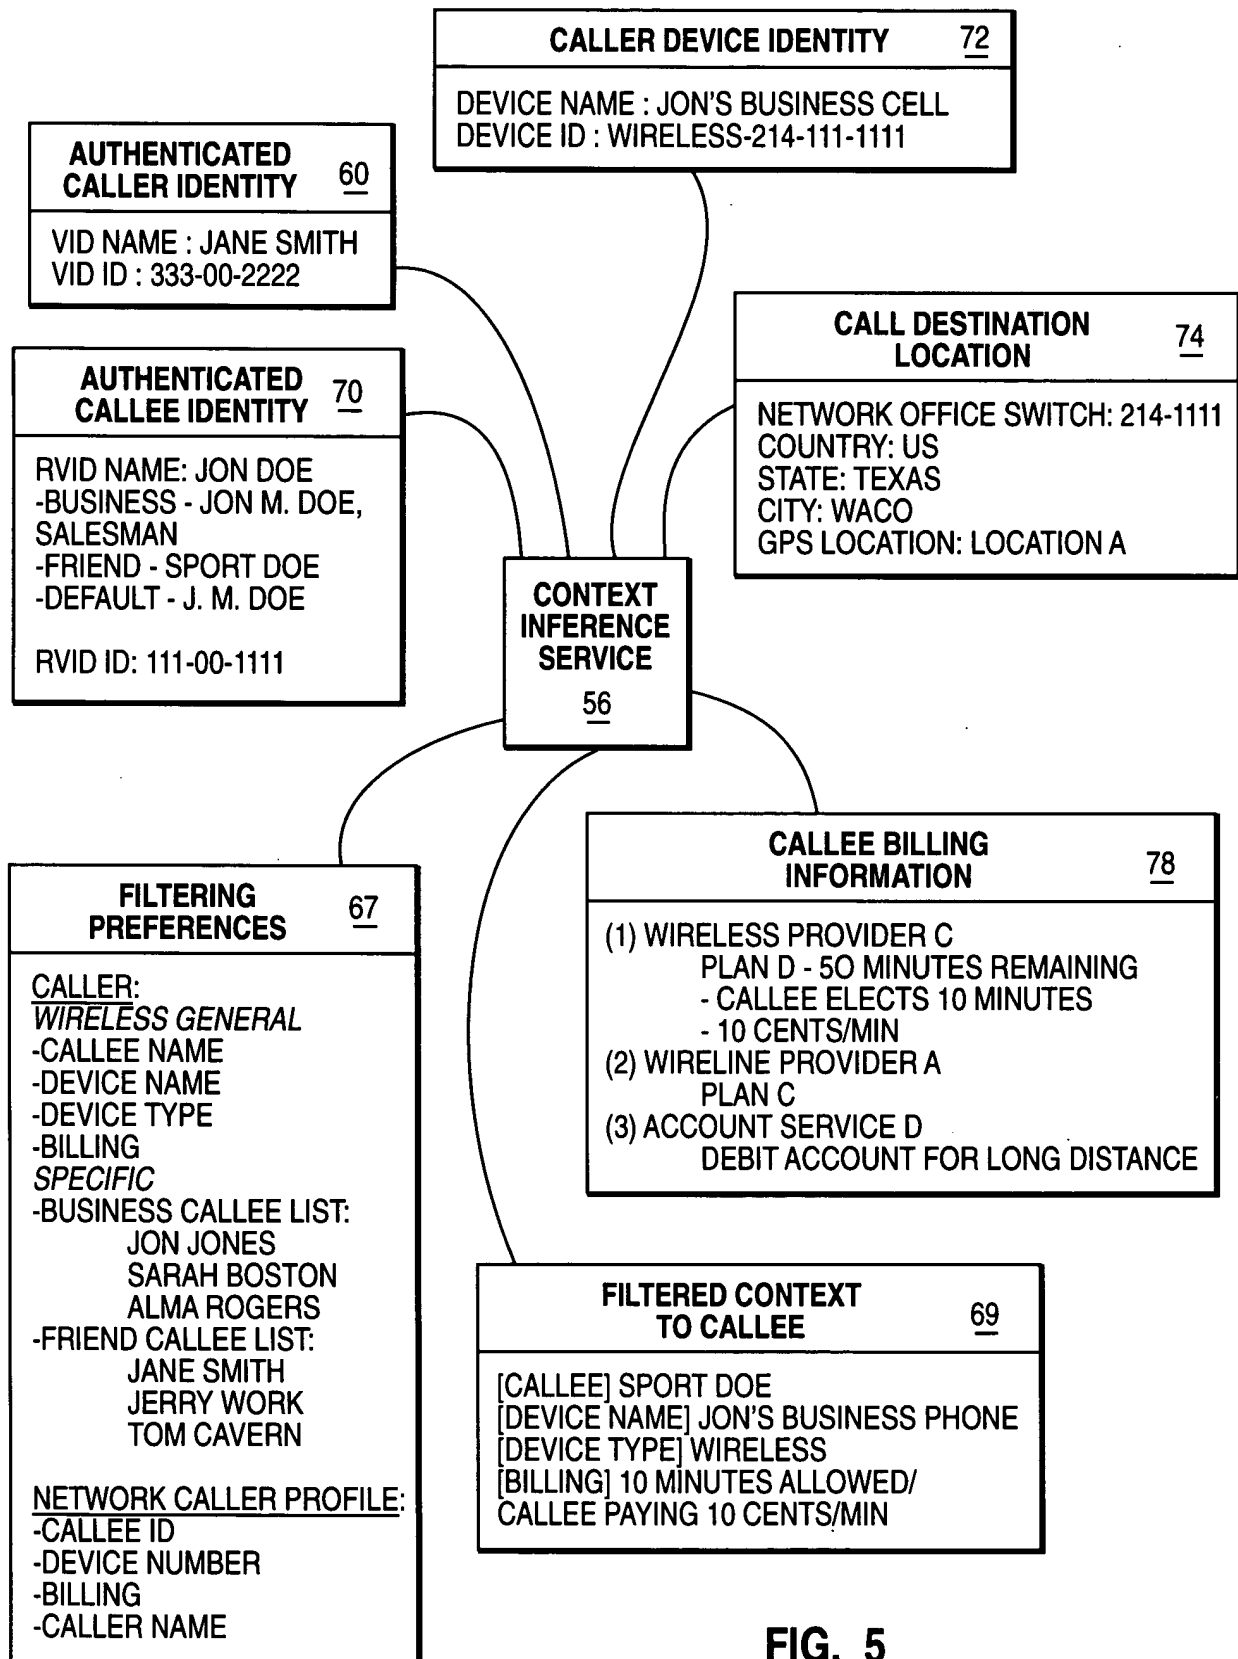 CALLER DEVICE IDENTITY 72
DEVICE NAME : JON'S BUSINESS CELL
DEVICE ID : WIRELESS-214-111-1111
AUTHENTICATED
CALLER IDENTITY 60
VID NAME : JANE SMITH
VID ID : 333-00-2222
CALL DESTINATION
LOCATION 74
NETWORK OFFICE SWITCH: 214-1111
COUNTRY: US
STATE: TEXAS
CITY: WACO
GPS LOCATION: LOCATION A
AUTHENTICATED
CALLEE IDENTITY 70
RVID NAME: JON DOE
-BUSINESS - JON M. DOE,
SALESMAN
-FRIEND - SPORT DOE
-DEFAULT - J. M. DOE
RVID ID: 111-00-1111
CONTEXT
INFERENCE
SERVICE
56
CALLEE BILLING
INFORMATION 78
(1) WIRELESS PROVIDER C
PLAN D - 50 MINUTES REMAINING
- CALLEE ELECTS 10 MINUTES
- 10 CENTS/MIN
(2) WIRELINE PROVIDER A
PLAN C
(3) ACCOUNT SERVICE D
DEBIT ACCOUNT FOR LONG DISTANCE
FILTERING
PREFERENCES 67
CALLER:
WIRELESS GENERAL
-CALLEE NAME
-DEVICE NAME
-DEVICE TYPE
-BILLING
SPECIFIC
-BUSINESS CALLEE LIST:
JON JONES
SARAH BOSTON
ALMA ROGERS
-FRIEND CALLEE LIST:
JANE SMITH
JERRY WORK
TOM CAVERN
NETWORK CALLER PROFILE:
-CALLEE ID
-DEVICE NUMBER
-BILLING
-CALLER NAME
FILTERED CONTEXT
TO CALLEE 69
[CALLEE] SPORT DOE
[DEVICE NAME] JON'S BUSINESS PHONE
[DEVICE TYPE] WIRELESS
[BILLING] 10 MINUTES ALLOWED/
CALLEE PAYING 10 CENTS/MIN
FIG. 5